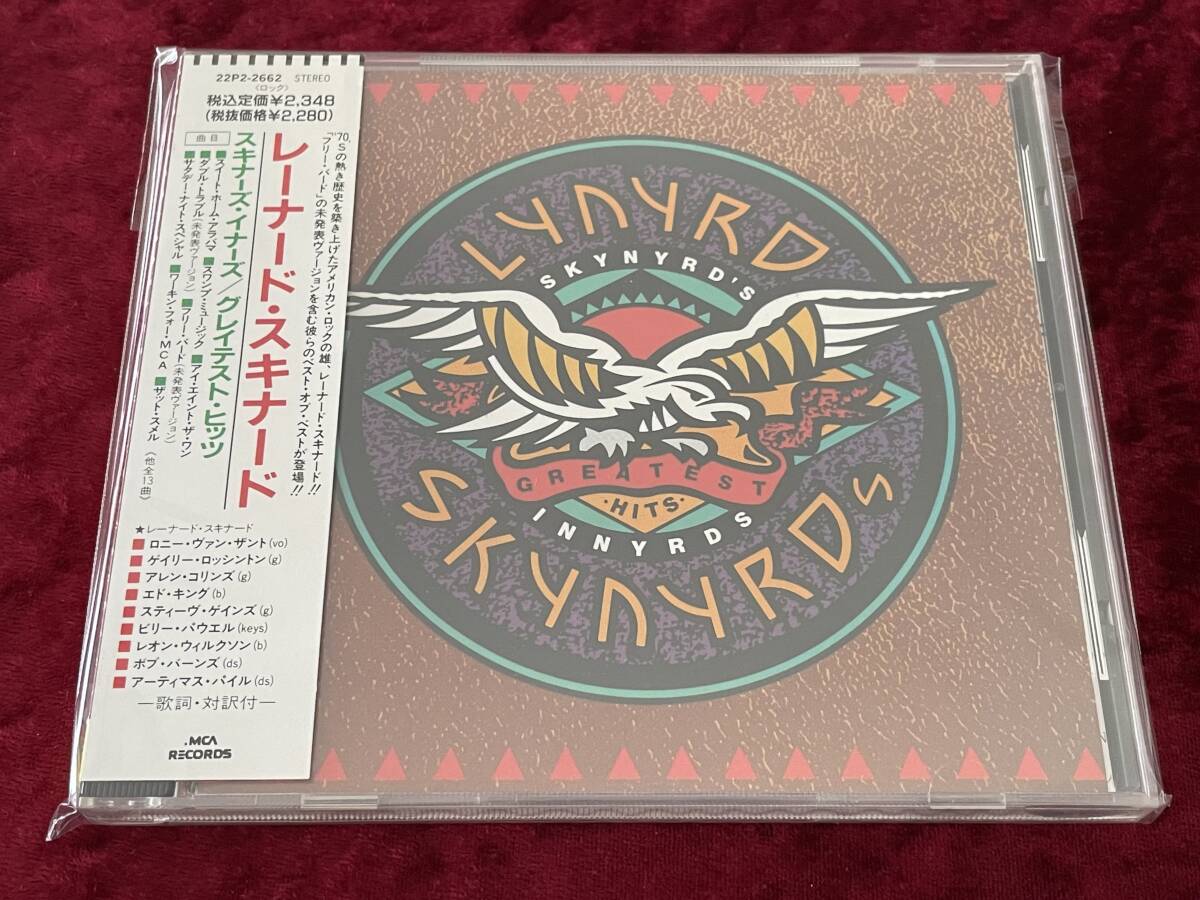 22P2-2662 STEREO
〈ロック〉
税込定価¥2,348
(税抜価格¥2,280)
'70'Sの熱き歴史を築き上げたアメリカン・ロックの雄、レーナード・スキナード!!
「フリー・バード」の未発表ヴァージョンを含む彼らのベスト・オブ・ベストが登場!!
レーナード・スキナード
スキナーズ・イナーズ/グレイテスト・ヒッツ
曲目
■スイート・ホーム・アラバマ ■スワンプ・ミュージック ■アイ・エイント・ザ・ワン
■ダブル・トラブル(未発表ヴァージョン) ■フリー・バード(未発表ヴァージョン)
■サタデー・ナイト・スペシャル ■ワーキン・フォー・MCA ■ザット・スメル
〈他全13曲〉
★レーナード・スキナード
■ロニー・ヴァン・ザント(vo)
■ゲイリー・ロッシントン(g)
■アレン・コリンズ(g)
■エド・キング(b)
■スティーヴ・ゲインズ(g)
■ビリー・パウエル(keys)
■レオン・ウィルクソン(b)
■ボブ・バーンズ(ds)
■アーティマス・パイル(ds)
—歌詞・対訳付—
.MCA
RECORDS
LYNYRD
SKYNYRD'S
GREATEST
·HITS·
INNYRDS
SKYNYRDs